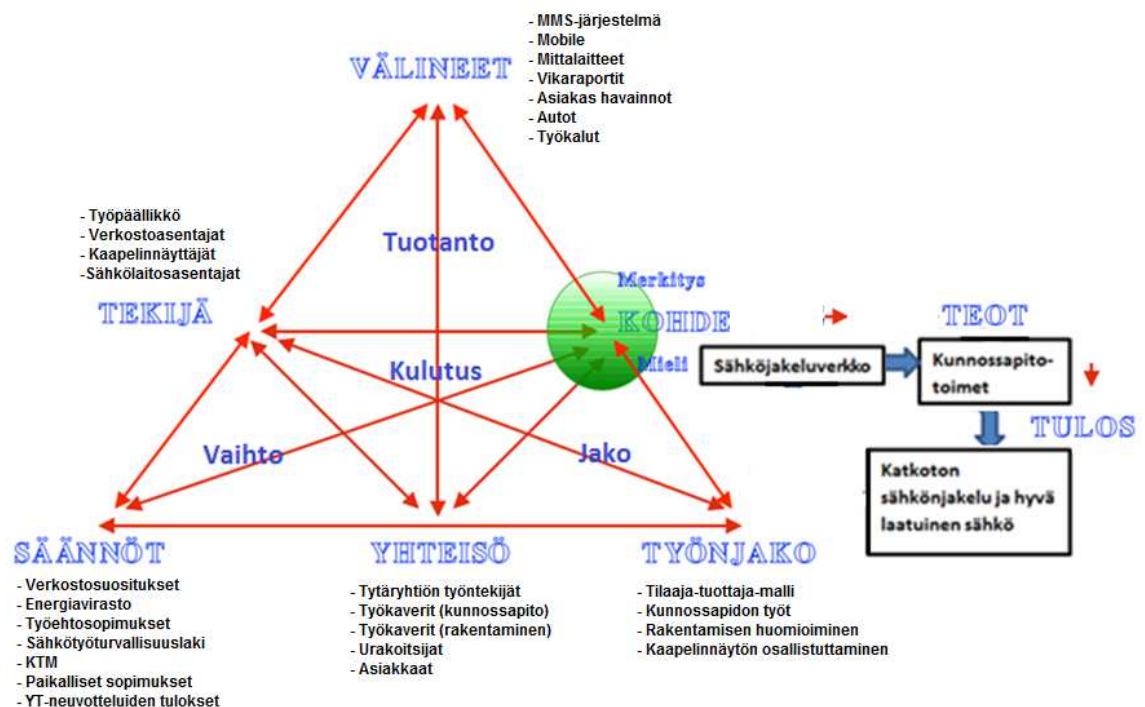 - MMS-järjestelmä
- Mobile
- Mittalaitteet
- Vikaraportit
- Asiakas havainnot
- Autot
- Työkalut
VÄLINEET
- Työpäällikkö
- Verkostoasentajat
- Kaapelinnäyttäjät
-Sähkölaitosasentajat
Tuotanto
TEKIJÄ
Merkitys
KOHDE
Mieli
TEOT
Sähköjakeluverkko
Kunnossapito-
toimet
Kulutus
TULOS
Vaihto
Jako
Katkoton
sähkönjakelu ja hyvä
laatuinen sähkö
SÄÄNNÖT
- Verkostosuositukset
- Energiavirasto
- Työehtosopimukset
- Sähkötyöturvallisuuslaki
- KTM
- Paikalliset sopimukset
- YT-neuvotteluiden tulokset
YHTEISÖ
- Tytäryhtiön työntekijät
- Työkaverit (kunnossapito)
- Työkaverit (rakentaminen)
- Urakoitsijat
- Asiakkaat
TYÖNJAKO
- Tilaaja-tuottaja-malli
- Kunnossapidon työt
- Rakentamisen huomioiminen
- Kaapelinnäytön osallistuttaminen